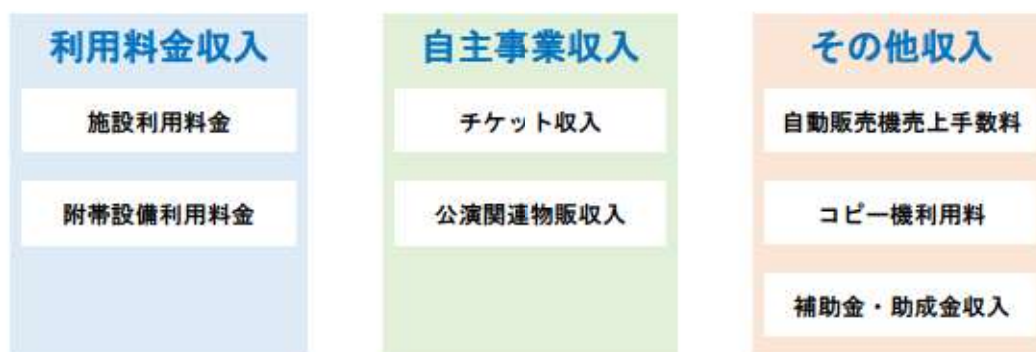 利用料金収入
施設利用料金
附帯設備利用料金
自主事業収入
チケット収入
公演関連物販収入
その他収入
自動販売機売上手数料
コピー機利用料
補助金・助成金収入